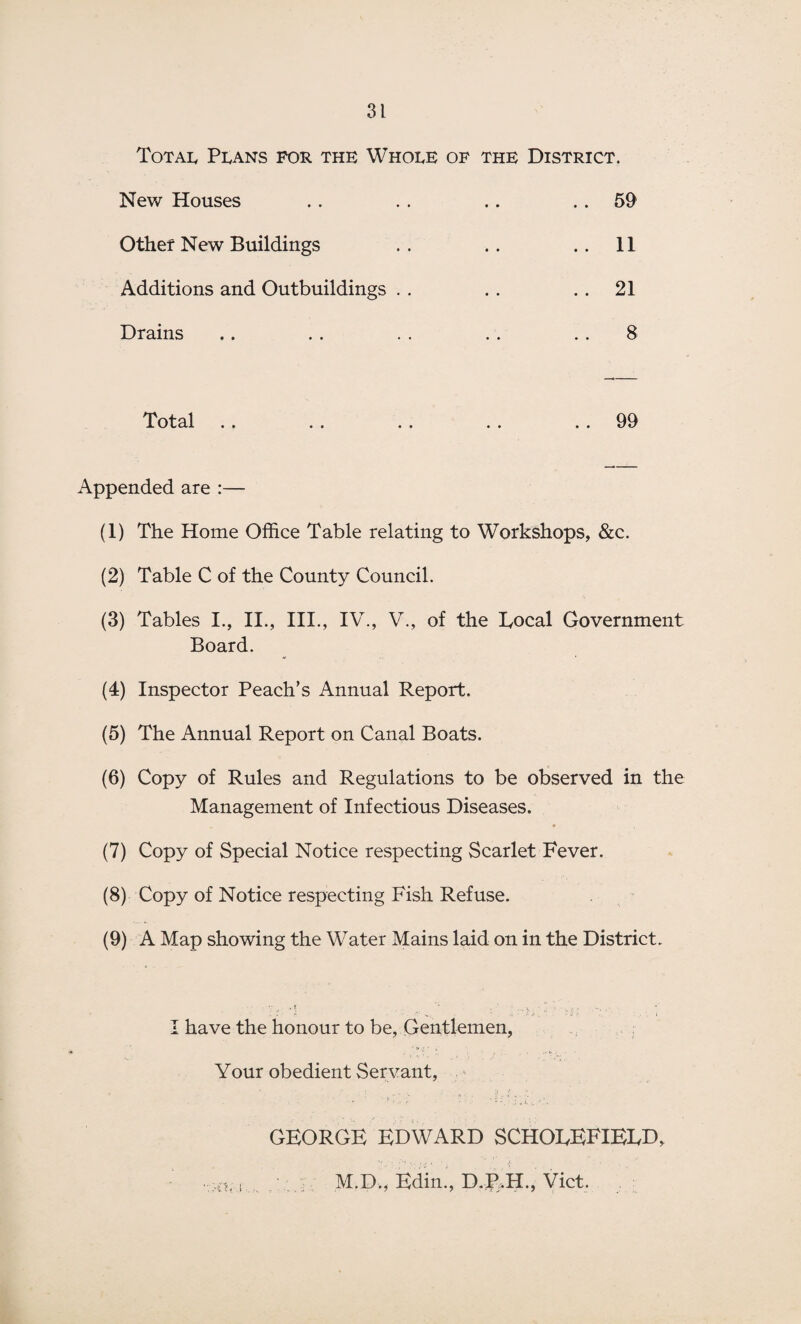 31
Total Plans for the Whole of the District.
New Houses .. .. .. .. 59
Other New Buildings .. .. .. 11
Additions and Outbuildings .. .. .. 21
Drains .. .. .. .. .. 8
Total .. .. .. .. .. 99
Appended are :—
(1) The Home Office Table relating to Workshops, &c.
(2) Table C of the County Council.
(3) Tables I., II., III., IV., V., of the Local Government
Board.
(4) Inspector Peach's Annual Report.
(5) The Annual Report on Canal Boats.
(6) Copy of Rules and Regulations to be observed in the
Management of Infectious Diseases.
(7) Copy of Special Notice respecting Scarlet Fever.
(8) Copy of Notice respecting Fish Refuse.
(9) A Map showing the Water Mains laid on in the District.
I have the honour to be, Gentlemen,
Your obedient Servant,
GEORGE EDWARD SCHOLEFIELD,
M.D., Edin., D.P.H., Vict.